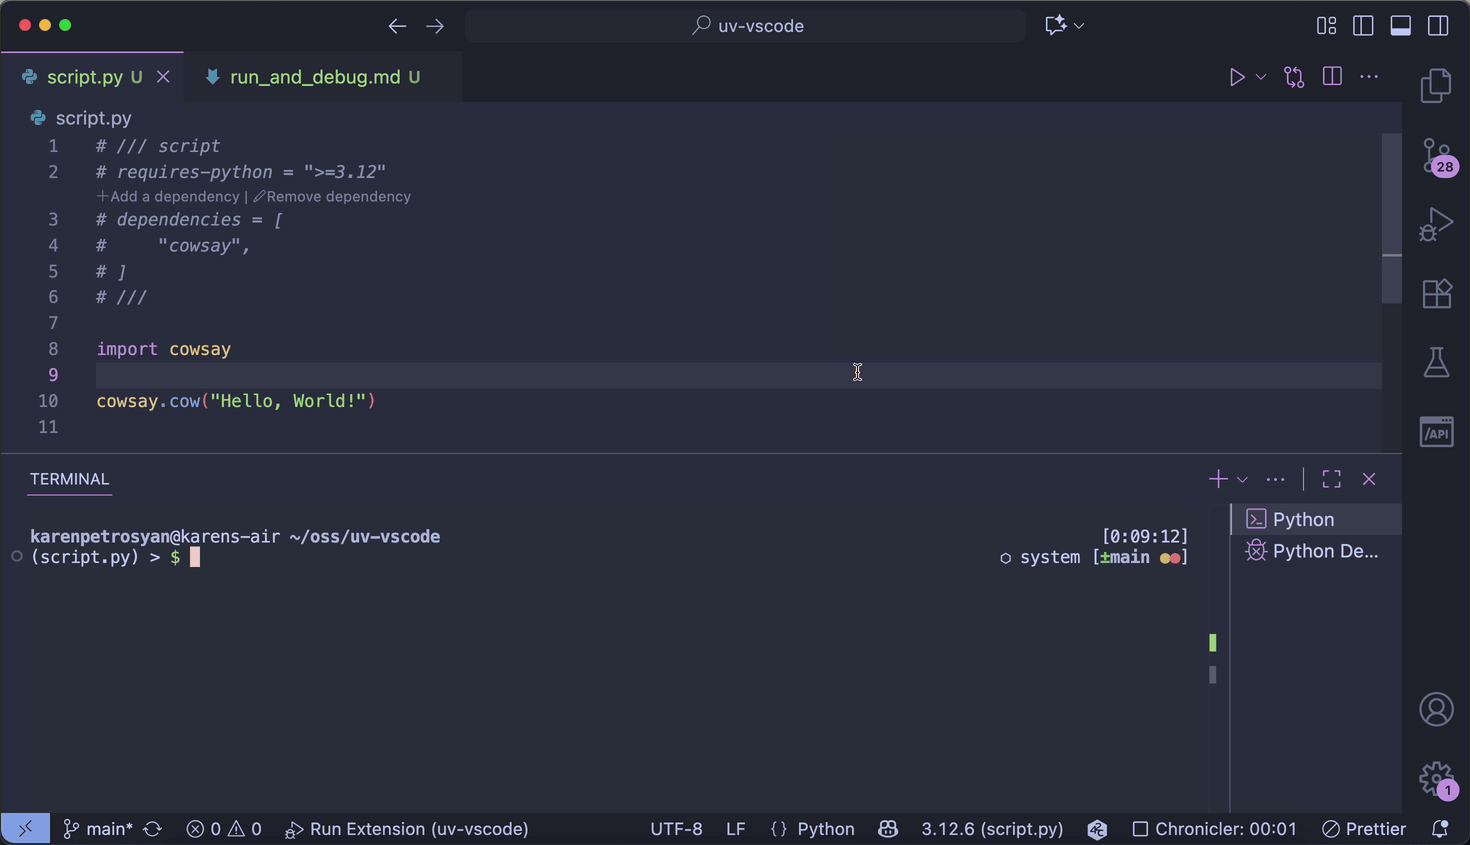 uv-vscode
script.py U
run_and_debug.md U
script.py
1 # /// script
2 # requires-python = ">=3.12"
Add a dependency | Remove dependency
3 # dependencies = [
4 #     "cowsay",
5 # ]
6 # ///
7
8 import cowsay
9
10 cowsay.cow("Hello, World!")
11
28
/API
TERMINAL
Python
Python De...
karenpetrosyan@karens-air ~/oss/uv-vscode [0:09:12]
(script.py) > $ system [±main ]
1
main* 0 0 Run Extension (uv-vscode) UTF-8 LF {} Python 3.12.6 (script.py) Chronicler: 00:01 Prettier